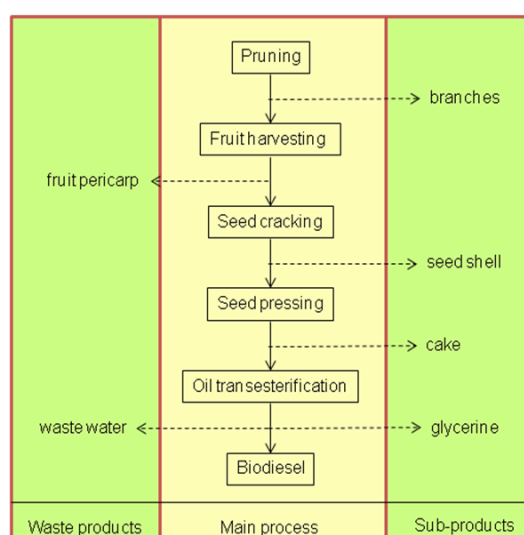 Pruning
branches
Fruit harvesting
fruit pericarp
Seed cracking
seed shell
Seed pressing
cake
Oil transesterification
waste water
glycerine
Biodiesel
Waste products
Main process
Sub-products